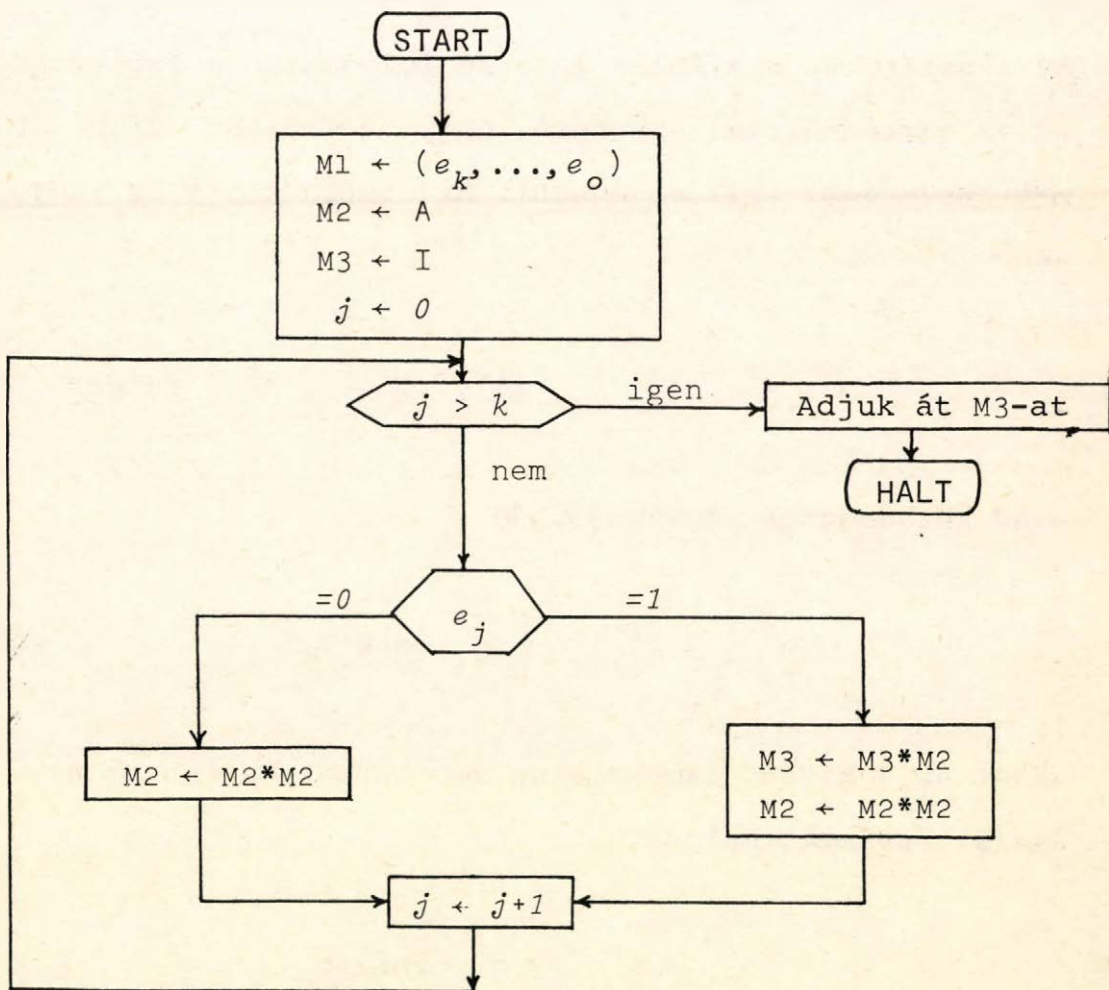 START
M1 ← (e_k,...,e_o)
M2 ← A
M3 ← I
j ← 0
j > k
igen
Adjuk át M3-at
nem
HALT
=0
e_j
=1
M2 ← M2*M2
M3 ← M3*M2
M2 ← M2*M2
j ← j+1